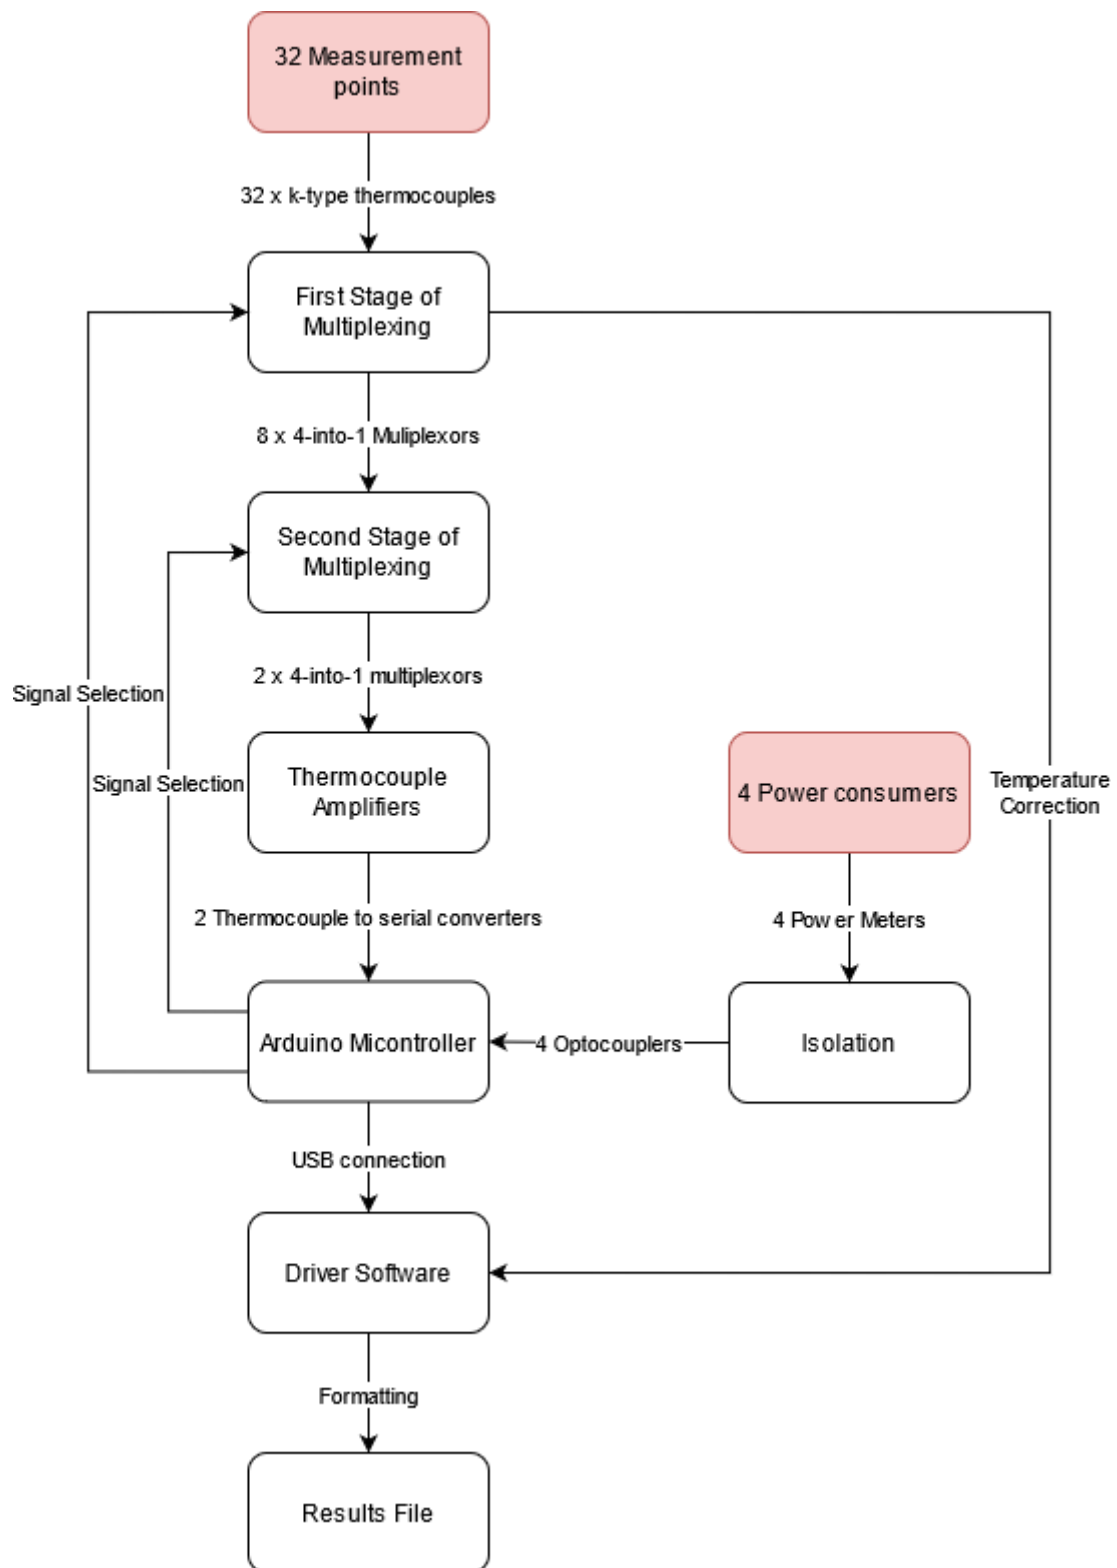 32 Measurement
points
32 x k-type thermocouples
First Stage of
Multiplexing
8 x 4-into-1 Muliplexors
Second Stage of
Multiplexing
Signal Selection
2 x 4-into-1 multiplexors
Signal Selection
Thermocouple
Amplifiers
4 Power consumers
Temperature
Correction
2 Thermocouple to serial converters
4 Power Meters
Arduino Micontroller
4 Optocouplers
Isolation
USB connection
Driver Software
Formatting
Results File